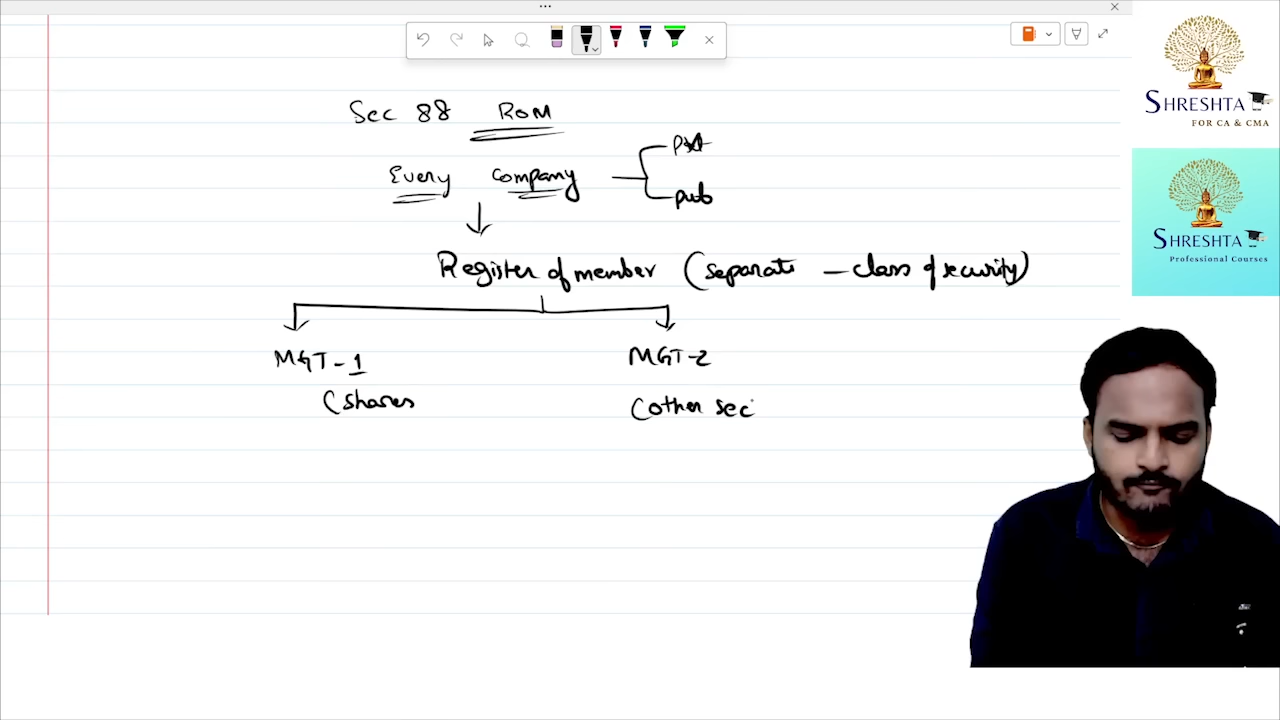 Sec 88 ROM
Every Company
Pvt
pub
Register of member (separate - class of security)
MGT-1
MGT-2
(shares
(other sec
SHRESHTA
FOR CA & CMA
SHRESHTA
Professional Courses